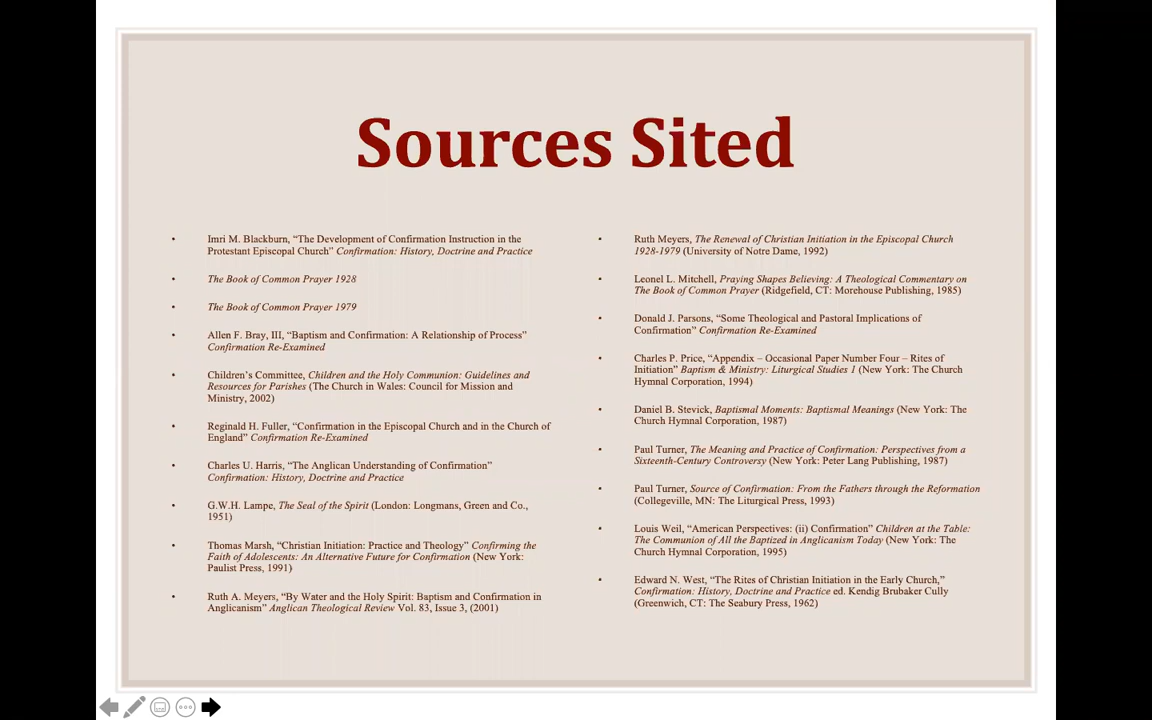 Sources Sited
• Imri M. Blackburn, “The Development of Confirmation Instruction in the
Protestant Episcopal Church” Confirmation: History, Doctrine and Practice
• The Book of Common Prayer 1928
• The Book of Common Prayer 1979
• Allen F. Bray, III, “Baptism and Confirmation: A Relationship of Process”
Confirmation Re-Examined
• Children’s Committee, Children and the Holy Communion: Guidelines and
Resources for Parishes (The Church in Wales: Council for Mission and
Ministry, 2002)
• Reginald H. Fuller, “Confirmation in the Episcopal Church and in the Church of
England” Confirmation Re-Examined
• Charles U. Harris, “The Anglican Understanding of Confirmation”
Confirmation: History, Doctrine and Practice
• G.W.H. Lampe, The Seal of the Spirit (London: Longmans, Green and Co.,
1951)
• Thomas Marsh, “Christian Initiation: Practice and Theology” Confirming the
Faith of Adolescents: An Alternative Future for Confirmation (New York:
Paulist Press, 1991)
• Ruth A. Meyers, “By Water and the Holy Spirit: Baptism and Confirmation in
Anglicanism” Anglican Theological Review Vol. 83, Issue 3, (2001)
• Ruth Meyers, The Renewal of Christian Initiation in the Episcopal Church
1928-1979 (University of Notre Dame, 1992)
• Leonel L. Mitchell, Praying Shapes Believing: A Theological Commentary on
The Book of Common Prayer (Ridgefield, CT: Morehouse Publishing, 1985)
• Donald J. Parsons, “Some Theological and Pastoral Implications of
Confirmation” Confirmation Re-Examined
• Charles P. Price, “Appendix – Occasional Paper Number Four – Rites of
Initiation” Baptism & Ministry: Liturgical Studies 1 (New York: The Church
Hymnal Corporation, 1994)
• Daniel B. Stevick, Baptismal Moments: Baptismal Meanings (New York: The
Church Hymnal Corporation, 1987)
• Paul Turner, The Meaning and Practice of Confirmation: Perspectives from a
Sixteenth-Century Controversy (New York: Peter Lang Publishing, 1987)
• Paul Turner, Source of Confirmation: From the Fathers through the Reformation
(Collegeville, MN: The Liturgical Press, 1993)
• Louis Weil, “American Perspectives: (ii) Confirmation” Children at the Table:
The Communion of All the Baptized in Anglicanism Today (New York: The
Church Hymnal Corporation, 1995)
• Edward N. West, “The Rites of Christian Initiation in the Early Church,”
Confirmation: History, Doctrine and Practice ed. Kendig Brubaker Cully
(Greenwich, CT: The Seabury Press, 1962)